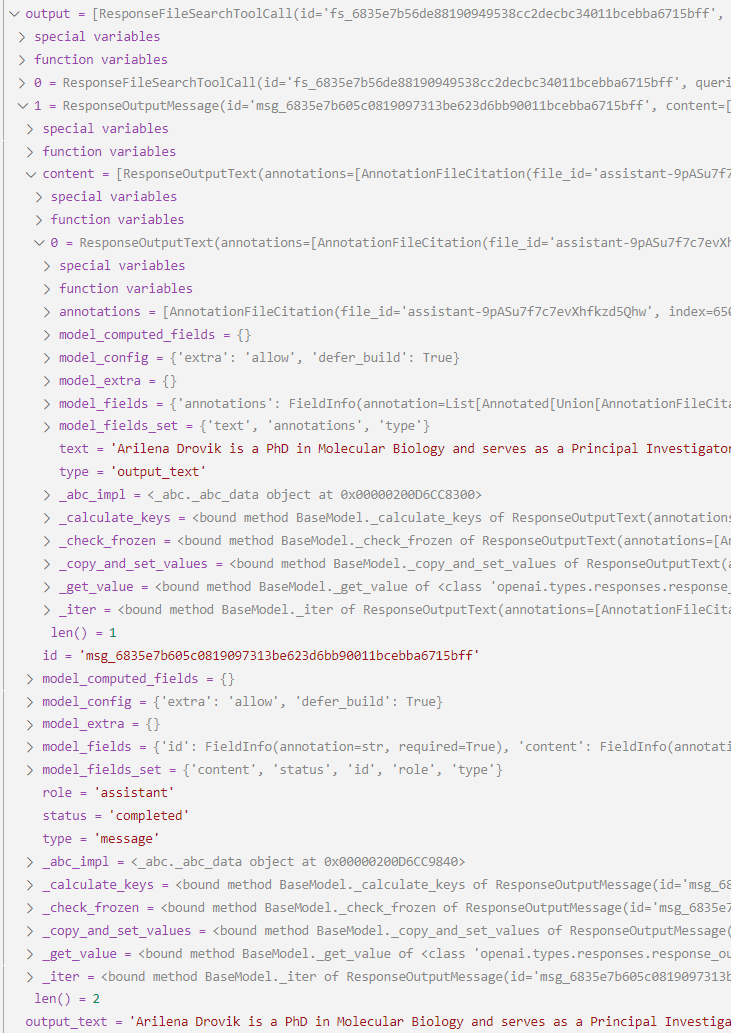 output = [ResponseFileSearchToolCall(id='fs_6835e7b56de88190949538cc2decbc34011bcebba6715bff',
special variables
function variables
0 = ResponseFileSearchToolCall(id='fs_6835e7b56de88190949538cc2decbc34011bcebba6715bff', queri
1 = ResponseOutputMessage(id='msg_6835e7b605c0819097313be623d6bb90011bcebba6715bff', content=[
special variables
function variables
content = [ResponseOutputText(annotations=[AnnotationFileCitation(file_id='assistant-9pASu7f7
special variables
function variables
0 = ResponseOutputText(annotations=[AnnotationFileCitation(file_id='assistant-9pASu7f7c7evXh
special variables
function variables
annotations = [AnnotationFileCitation(file_id='assistant-9pASu7f7c7evXhfkzd5Qhw', index=650
model_computed_fields = {}
model_config = {'extra': 'allow', 'defer_build': True}
model_extra = {}
model_fields = {'annotations': FieldInfo(annotation=List[Annotated[Union[AnnotationFileCita
model_fields_set = {'text', 'annotations', 'type'}
text = 'Arilena Drovik is a PhD in Molecular Biology and serves as a Principal Investigator
type = 'output_text'
_abc_impl = <_abc._abc_data object at 0x00000200D6CC8300>
_calculate_keys = <bound method BaseModel._calculate_keys of ResponseOutputText(annotations
_check_frozen = <bound method BaseModel._check_frozen of ResponseOutputText(annotations=[An
_copy_and_set_values = <bound method BaseModel._copy_and_set_values of ResponseOutputText(a
_get_value = <bound method BaseModel._get_value of <class 'openai.types.responses.response_
_iter = <bound method BaseModel._iter of ResponseOutputText(annotations=[AnnotationFileCita
len() = 1
id = 'msg_6835e7b605c0819097313be623d6bb90011bcebba6715bff'
model_computed_fields = {}
model_config = {'extra': 'allow', 'defer_build': True}
model_extra = {}
model_fields = {'id': FieldInfo(annotation=str, required=True), 'content': FieldInfo(annotati
model_fields_set = {'content', 'status', 'id', 'role', 'type'}
role = 'assistant'
status = 'completed'
type = 'message'
_abc_impl = <_abc._abc_data object at 0x00000200D6CC9840>
_calculate_keys = <bound method BaseModel._calculate_keys of ResponseOutputMessage(id='msg_68
_check_frozen = <bound method BaseModel._check_frozen of ResponseOutputMessage(id='msg_6835e7
_copy_and_set_values = <bound method BaseModel._copy_and_set_values of ResponseOutputMessage(
_get_value = <bound method BaseModel._get_value of <class 'openai.types.responses.response_ou
_iter = <bound method BaseModel._iter of ResponseOutputMessage(id='msg_6835e7b605c0819097313b
len() = 2
output_text = 'Arilena Drovik is a PhD in Molecular Biology and serves as a Principal Investiga